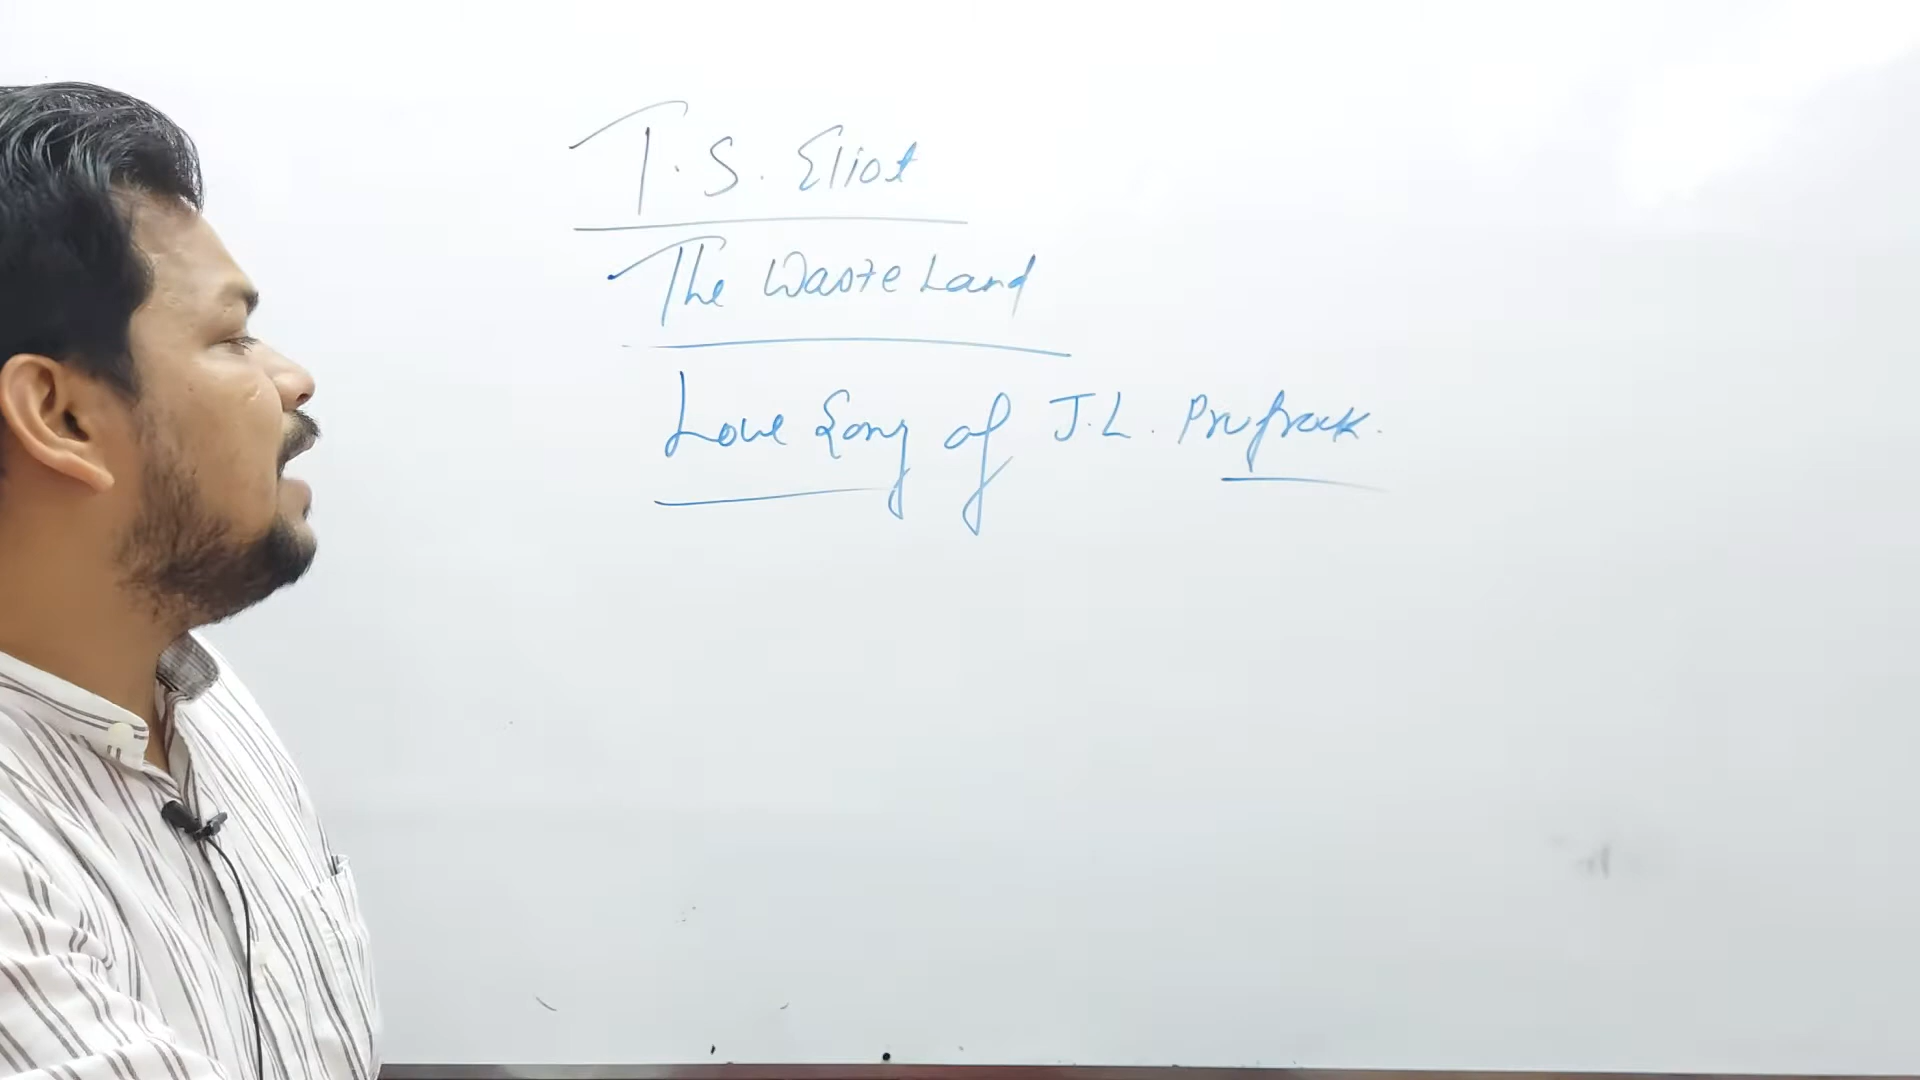 T. S. Eliot
The Waste Land
Love Song of J. L. Prufrock.